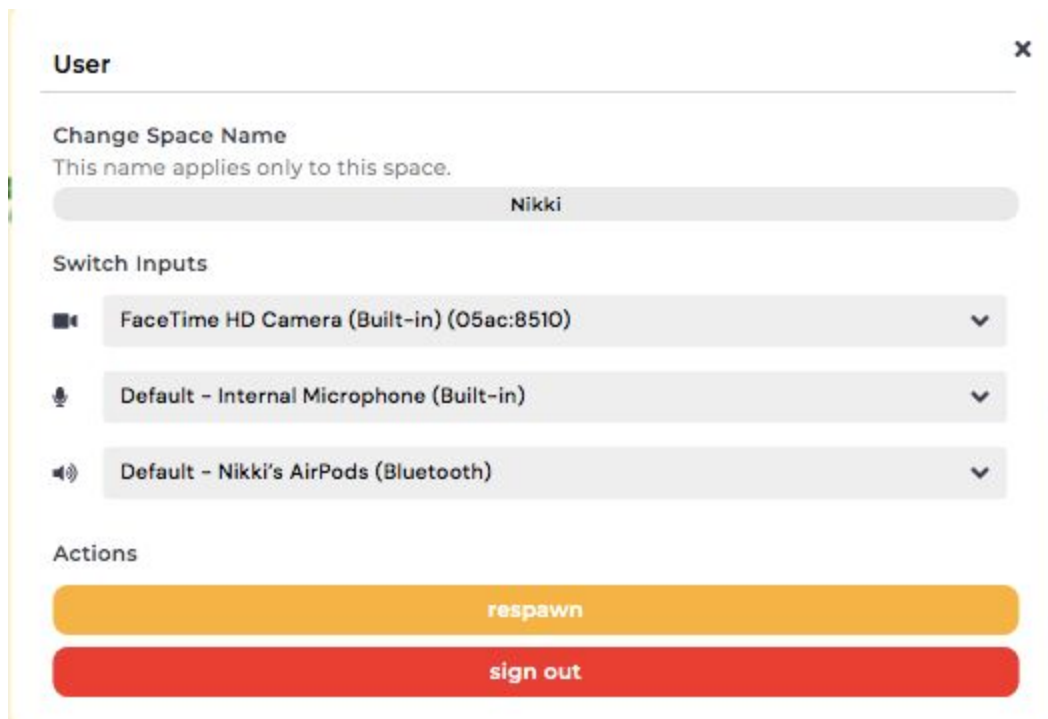 User
Change Space Name
This name applies only to this space.
Nikki
Switch Inputs
FaceTime HD Camera (Built-in) (05ac:8510)
Default - Internal Microphone (Built-in)
Default - Nikki's AirPods (Bluetooth)
Actions
respawn
sign out